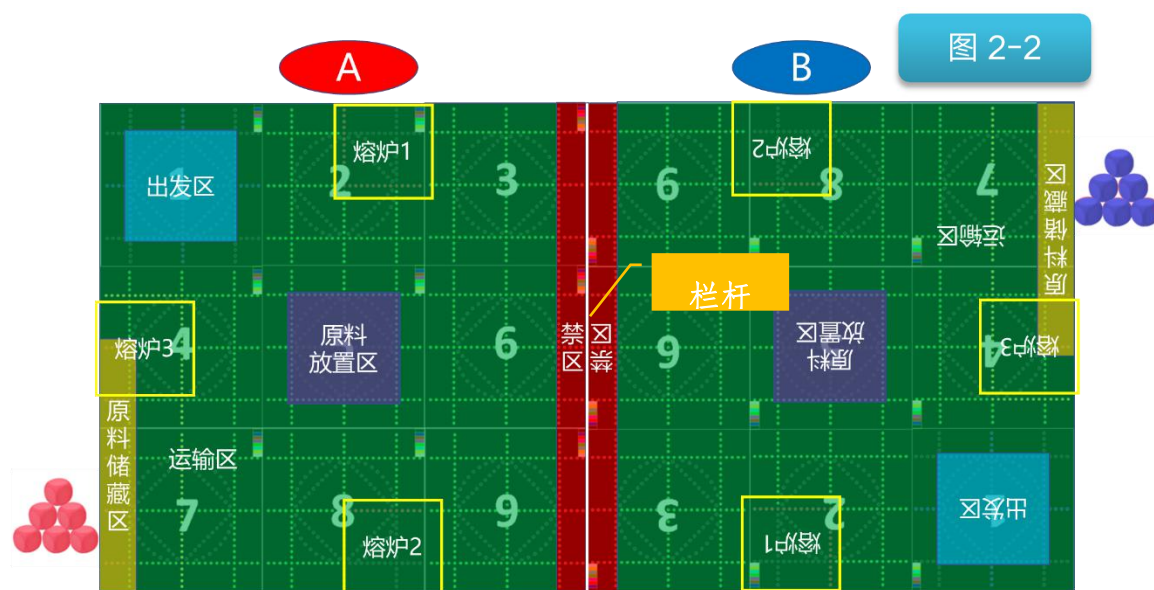 A
B
图 2-2
出发区
熔炉1
2
3
熔炉3
4
原料
放置区
6
原料储藏区
运输区
7
8
熔炉2
9
禁区
禁区
栏杆
9
熔炉2
8
7
运输区
原料储藏区
6
原料
放置区
4
熔炉3
3
2
熔炉1
出发区